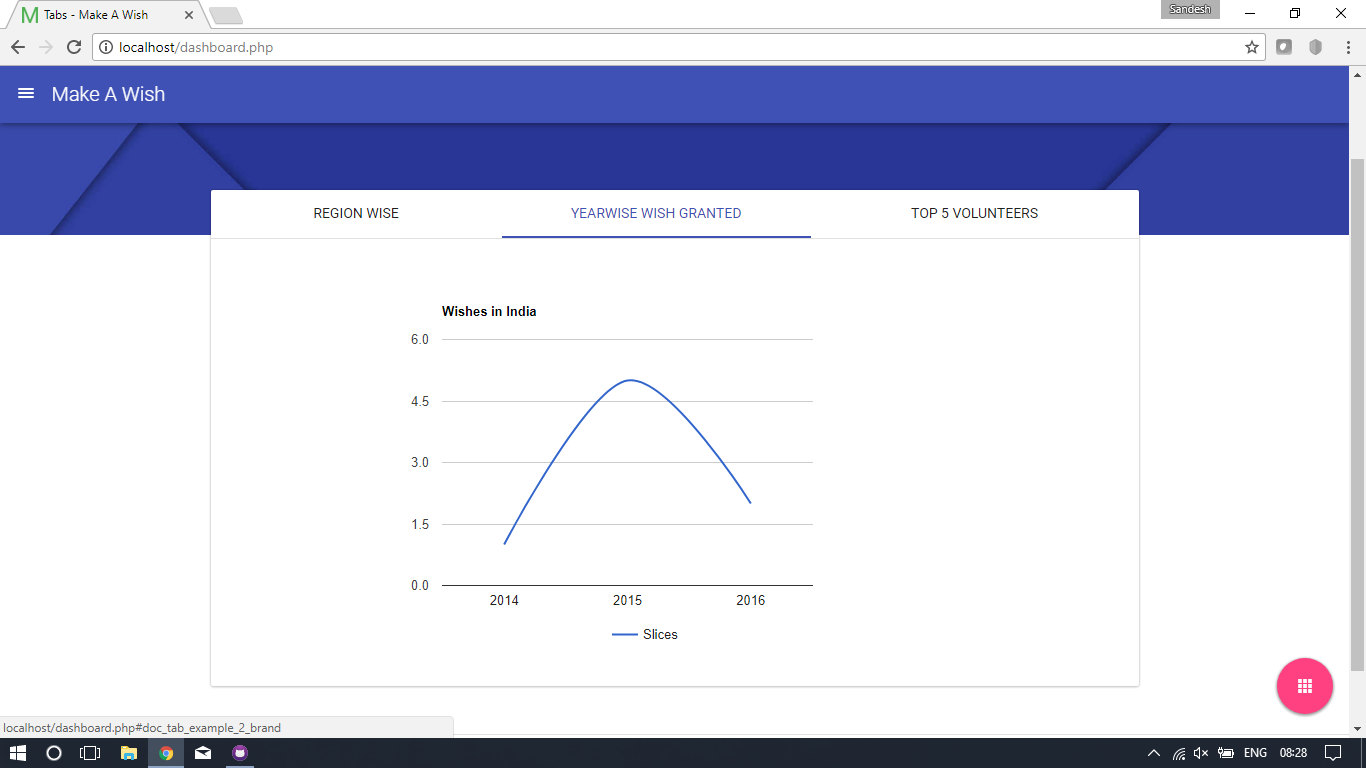 Tabs - Make A Wish
Sandesh
localhost/dashboard.php
Make A Wish
REGION WISE
YEARWISE WISH GRANTED
TOP 5 VOLUNTEERS
Wishes in India
6.0
4.5
3.0
1.5
0.0
2014 2015 2016
Slices
localhost/dashboard.php#doc_tab_example_2_brand
ENG 08:28